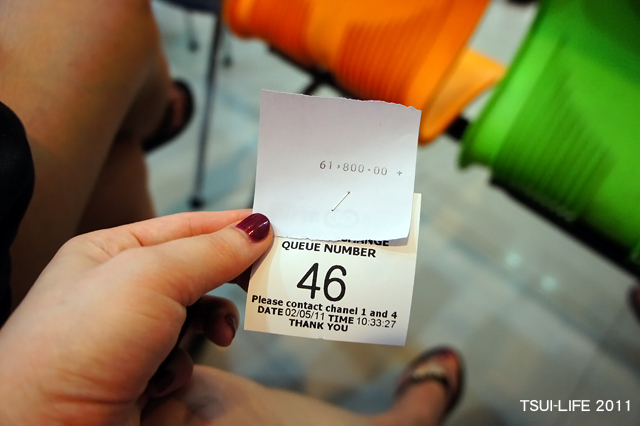 61,800.00 +
CHANGE
QUEUE NUMBER
46
Please contact chanel 1 and 4
DATE 02/05/11 TIME 10:33:27
THANK YOU
TSUI-LIFE 2011